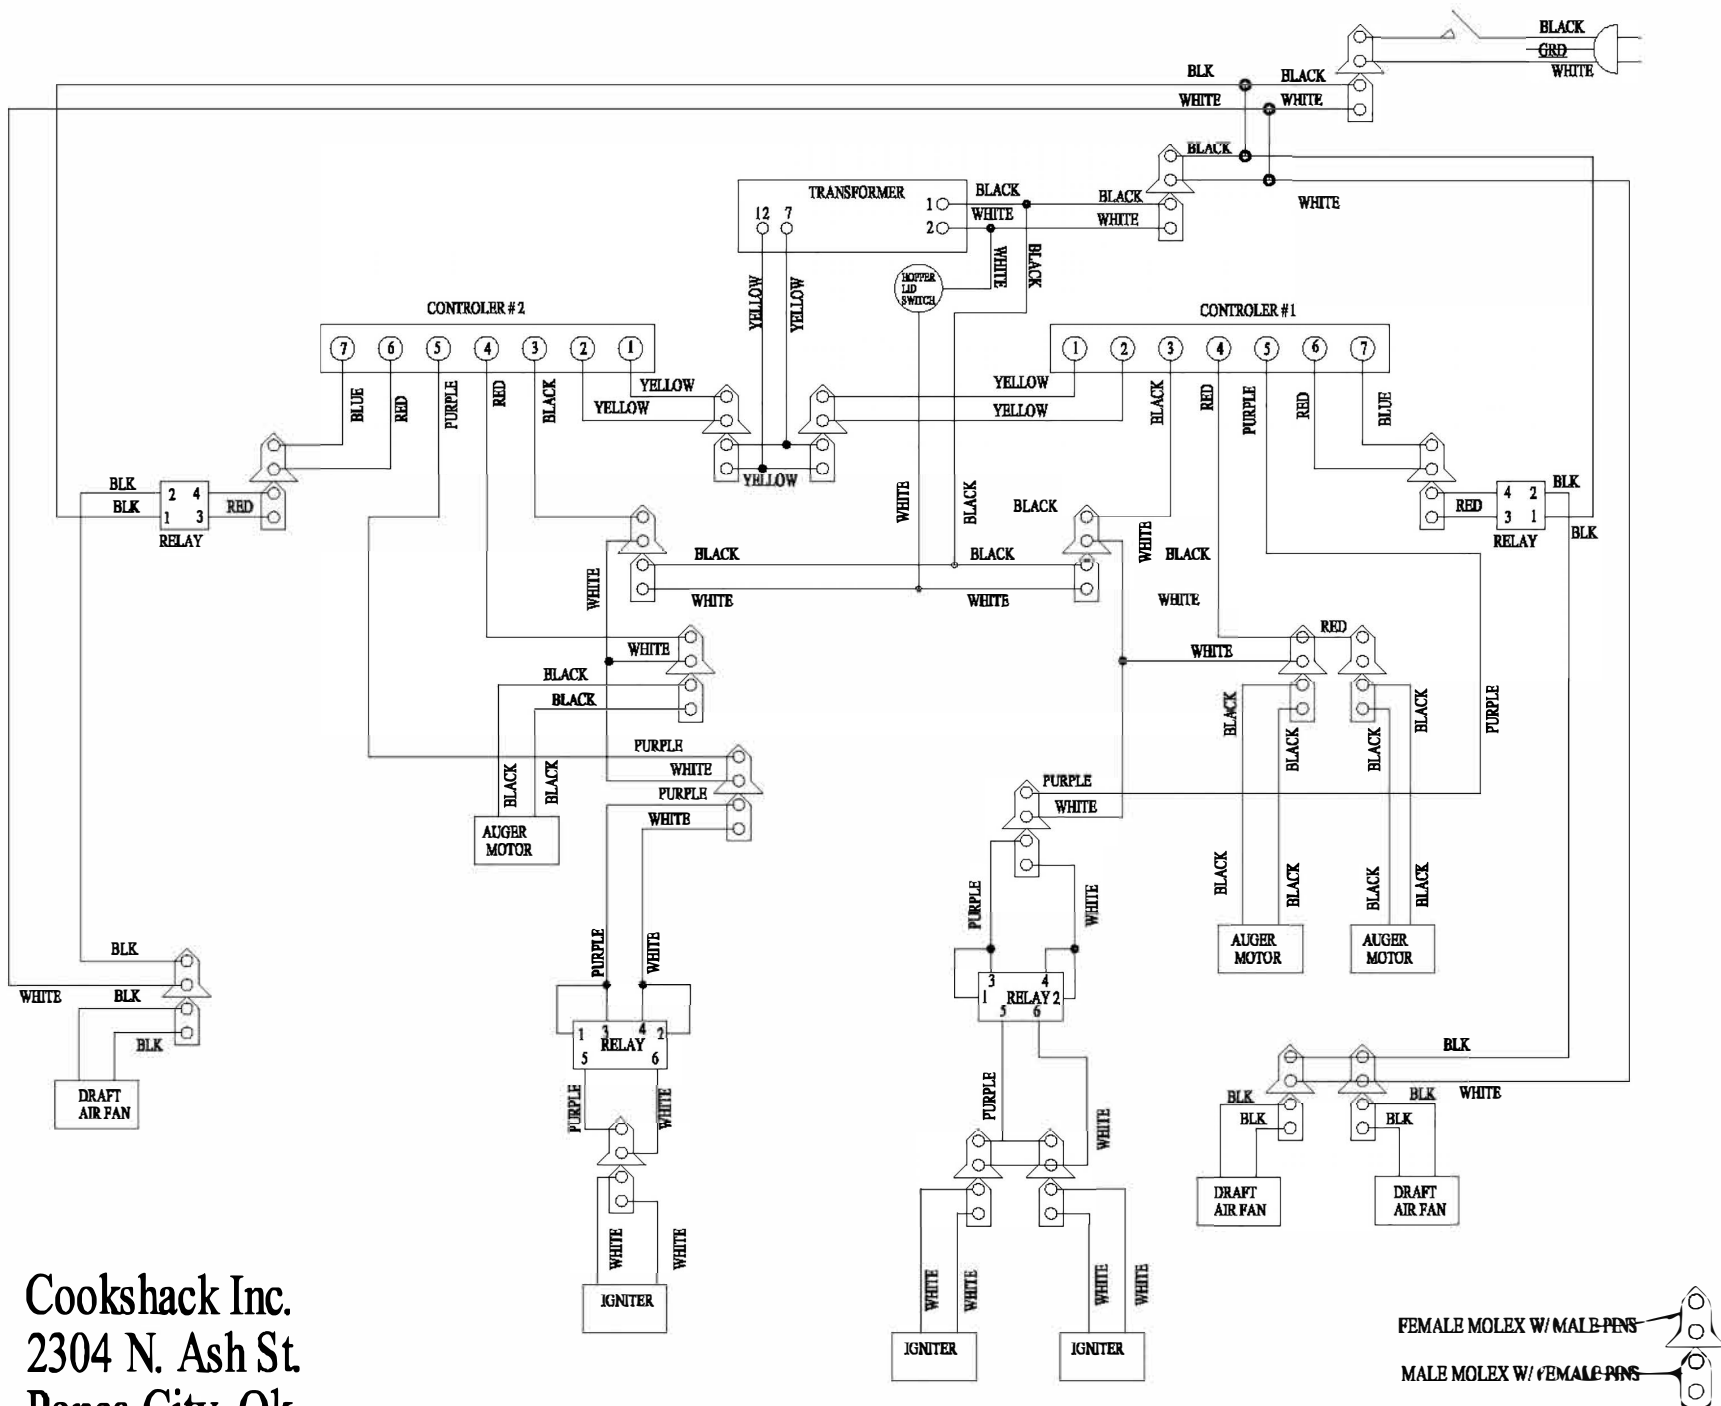 BLACK
GRD
WHITE
BLK
BLACK
WHITE
WHITE
BLACK
WHITE
TRANSFORMER
12 7
1
2
BLACK
WHITE
BLACK
WHITE
WHITE
BLACK
YELLOW
YELLOW
HOPPER
LID
SWITCH
CONTROLER # 2
7 6 5 4 3 2 1
CONTROLER # 1
1 2 3 4 5 6 7
BLUE
RED
PURPLE
RED
BLACK
YELLOW
YELLOW
YELLOW
YELLOW
BLACK
RED
PURPLE
RED
BLUE
YELLOW
BLK
BLK
2 4
1 3
RELAY
RED
WHITE
BLACK
BLACK
WHITE
BLACK
WHITE
RED
4 2
3 1
RELAY
BLK
BLK
BLACK
WHITE
BLACK
WHITE
WHITE
WHITE
BLACK
BLACK
RED
WHITE
BLACK
BLACK
BLACK
BLACK
PURPLE
PURPLE
WHITE
PURPLE
WHITE
BLACK
BLACK
AUGER
MOTOR
PURPLE
WHITE
PURPLE
WHITE
BLACK
BLACK
BLACK
BLACK
AUGER
MOTOR
AUGER
MOTOR
PURPLE
WHITE
1 3 4 2
RELAY
5 6
3 4
1 RELAY 2
5 6
BLK
WHITE
BLK
BLK
DRAFT
AIR FAN
PURPLE
WHITE
PURPLE
WHITE
BLK
WHITE
BLK
BLK
BLK
BLK
DRAFT
AIR FAN
DRAFT
AIR FAN
WHITE
WHITE
IGNITER
WHITE
WHITE
WHITE
WHITE
IGNITER
IGNITER
Cookshack Inc.
2304 N. Ash St.
Ponca City, Ok
FEMALE MOLEX W/ MALE PINS
MALE MOLEX W/ FEMALE PINS